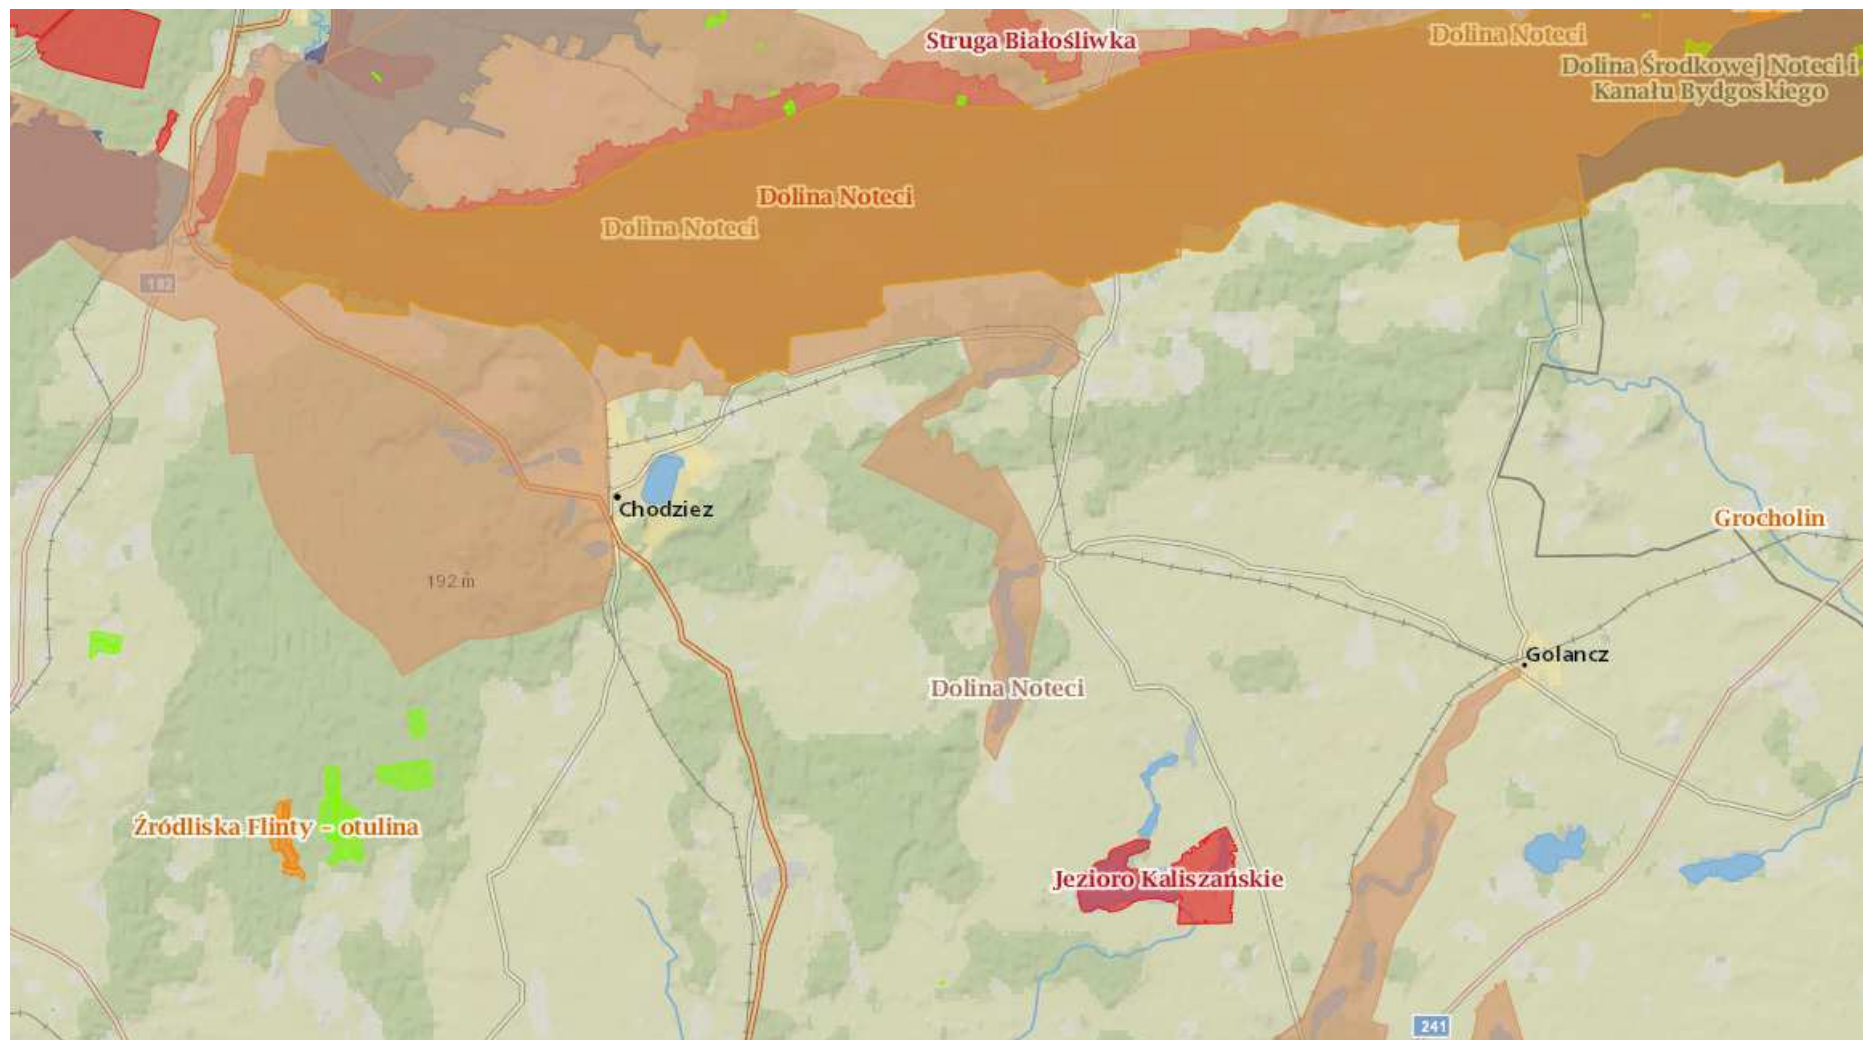 Dolina Noteci
Struga Białośliwka
Dolina Środkowej Noteci i
Kanału Bydgoskiego
Dolina Noteci
Dolina Noteci
182
Chodziez
Grocholin
192 m
Golancz
Dolina Noteci
Źródliska Flinty – otulina
Jezioro Kaliszańskie
241